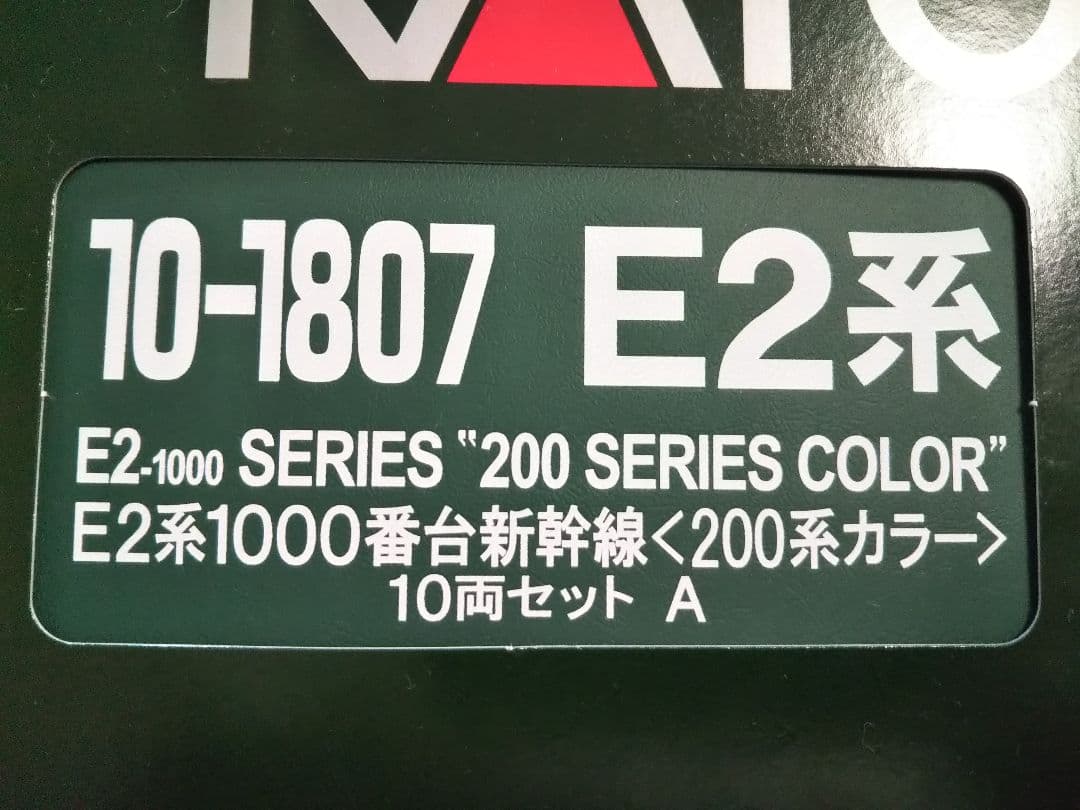 KATO
10-1807 E2系
E2-1000 SERIES "200 SERIES COLOR"
E2系1000番台新幹線<200系カラー>
10両セット A